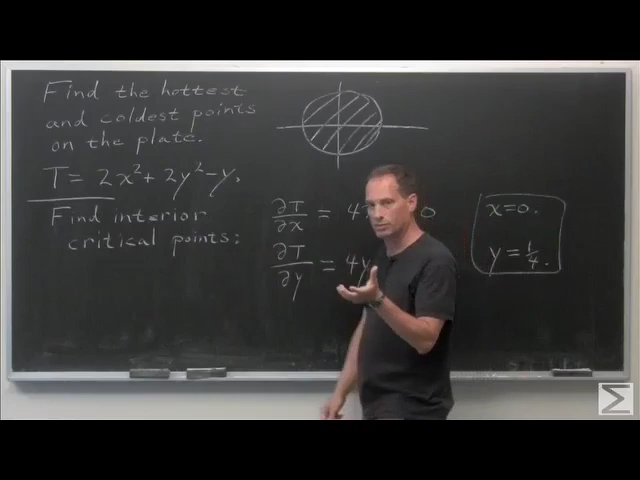 Find the hottest
and coldest points
on the plate.
T = 2x² + 2y² - y,
Find interior
critical points:
∂T/∂x = 4 0
∂T/∂y = 4y
x=0.
y=1/4.
Σ